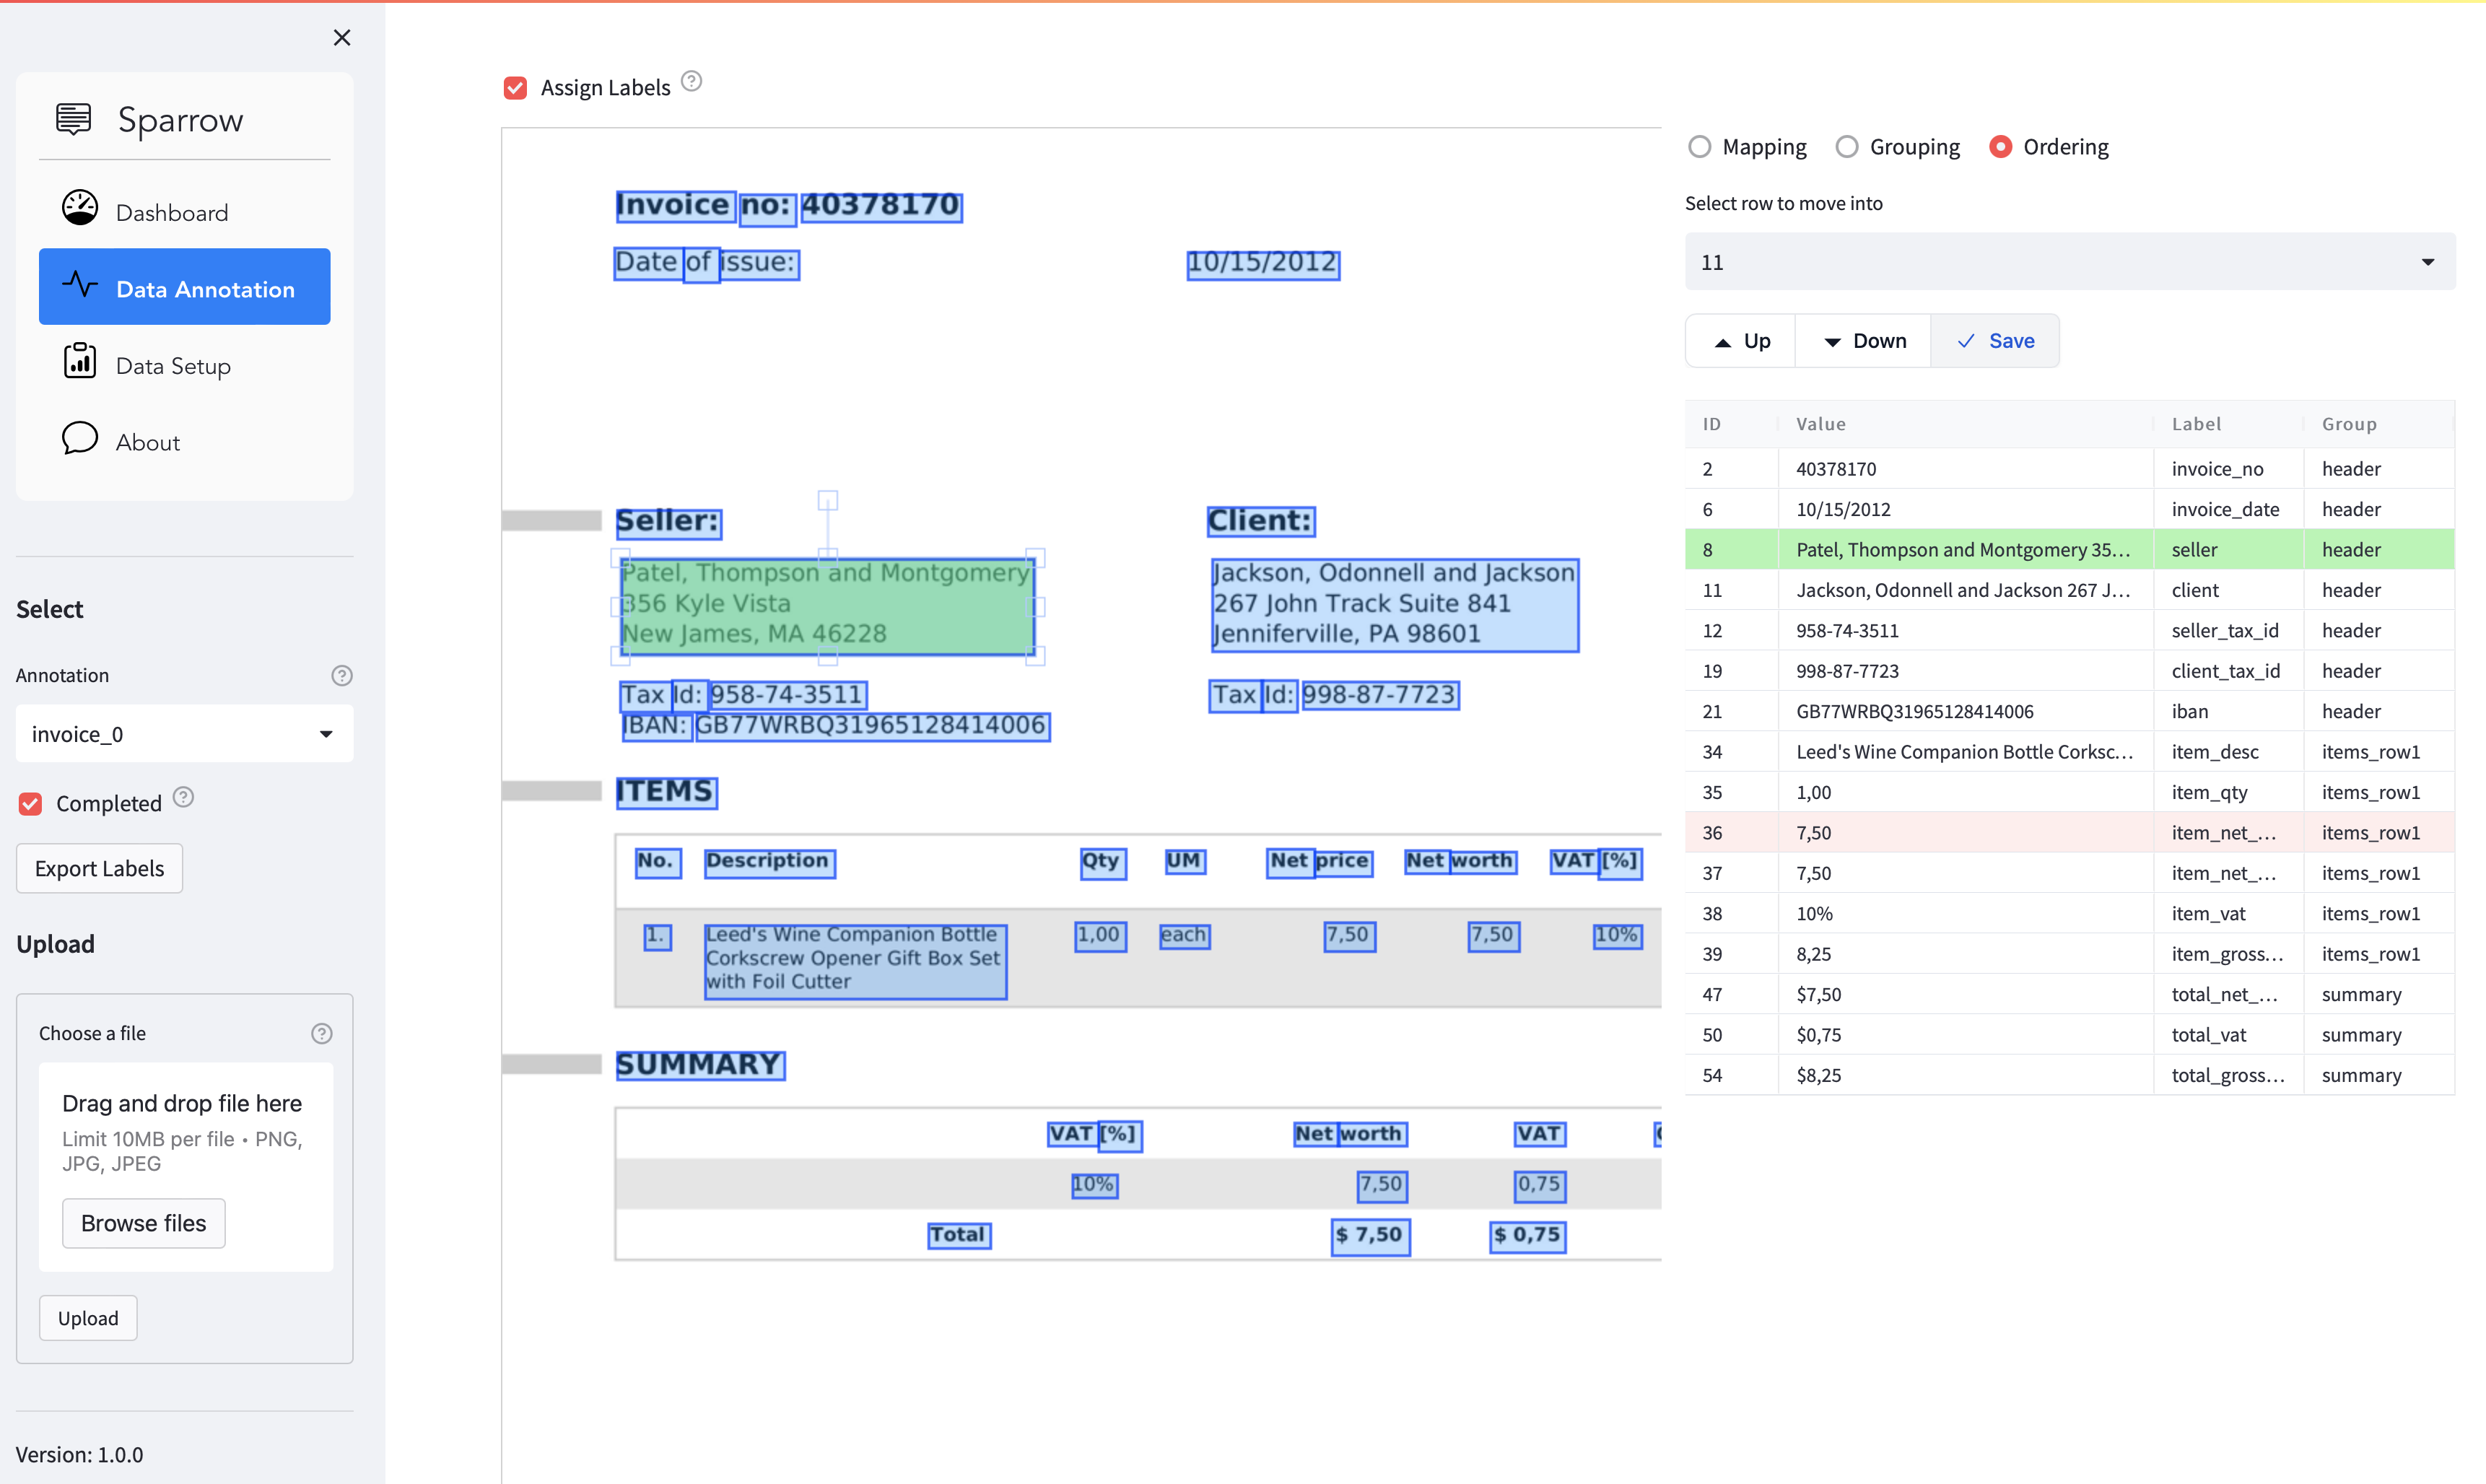 Sparrow
Dashboard
Data Annotation
Data Setup
About
Select
Annotation
invoice_0
Completed
Export Labels
Upload
Choose a file
Drag and drop file here
Limit 10MB per file • PNG,
JPG, JPEG
Browse files
Upload
Version: 1.0.0
Assign Labels
Invoice no: 40378170
Date of issue: 10/15/2012
Seller: Client:
Patel, Thompson and Montgomery Jackson, Odonnell and Jackson
356 Kyle Vista 267 John Track Suite 841
New James, MA 46228 Jenniferville, PA 98601
Tax Id: 958-74-3511 Tax Id: 998-87-7723
IBAN: GB77WRBQ31965128414006
ITEMS
No. Description Qty UM Net price Net worth VAT [%]
1. Leed's Wine Companion Bottle 1,00 each 7,50 7,50 10%
Corkscrew Opener Gift Box Set
with Foil Cutter
SUMMARY
VAT [%] Net worth VAT
10% 7,50 0,75
Total $ 7,50 $ 0,75
Mapping Grouping Ordering
Select row to move into
11
Up Down Save
ID Value Label Group
2 40378170 invoice_no header
6 10/15/2012 invoice_date header
8 Patel, Thompson and Montgomery 35... seller header
11 Jackson, Odonnell and Jackson 267 J... client header
12 958-74-3511 seller_tax_id header
19 998-87-7723 client_tax_id header
21 GB77WRBQ31965128414006 iban header
34 Leed's Wine Companion Bottle Corksc... item_desc items_row1
35 1,00 item_qty items_row1
36 7,50 item_net_... items_row1
37 7,50 item_net_... items_row1
38 10% item_vat items_row1
39 8,25 item_gross... items_row1
47 $7,50 total_net_... summary
50 $0,75 total_vat summary
54 $8,25 total_gross... summary